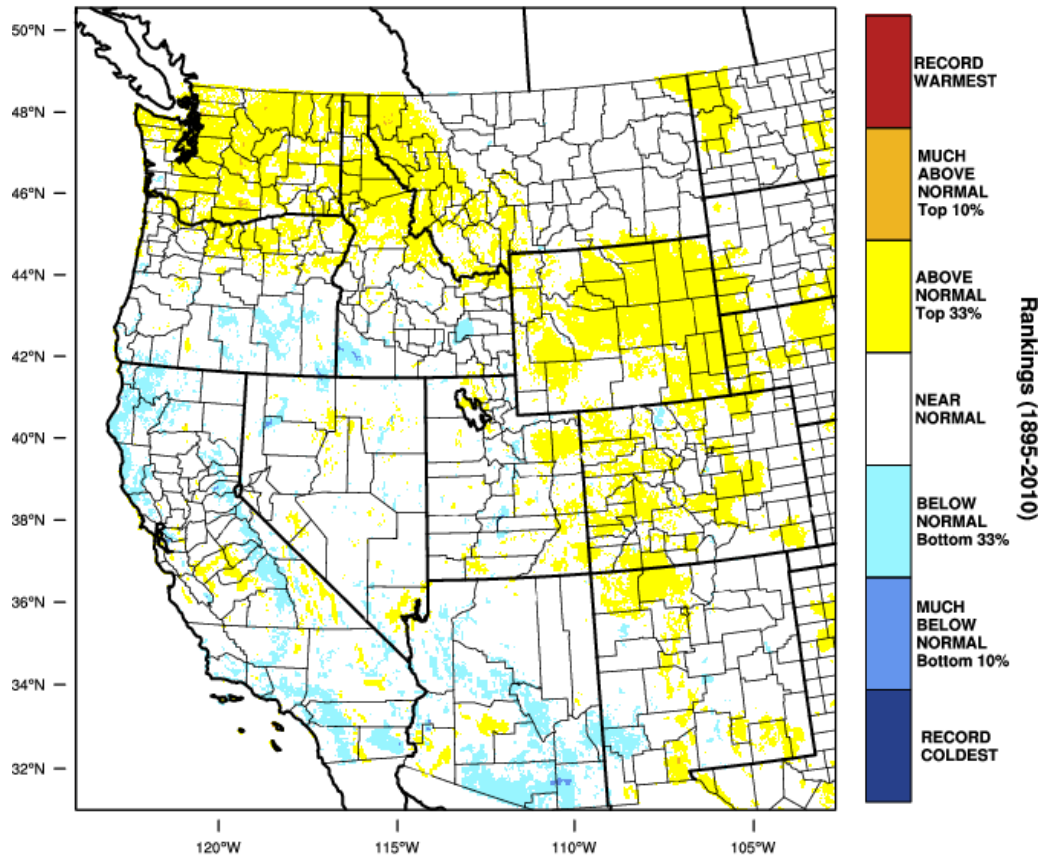 50°N
48°N
46°N
44°N
42°N
40°N
38°N
36°N
34°N
32°N
120°W
115°W
110°W
105°W
RECORD
WARMEST
MUCH
ABOVE
NORMAL
Top 10%
ABOVE
NORMAL
Top 33%
NEAR
NORMAL
BELOW
NORMAL
Bottom 33%
MUCH
BELOW
NORMAL
Bottom 10%
RECORD
COLDEST
Rankings (1895-2010)